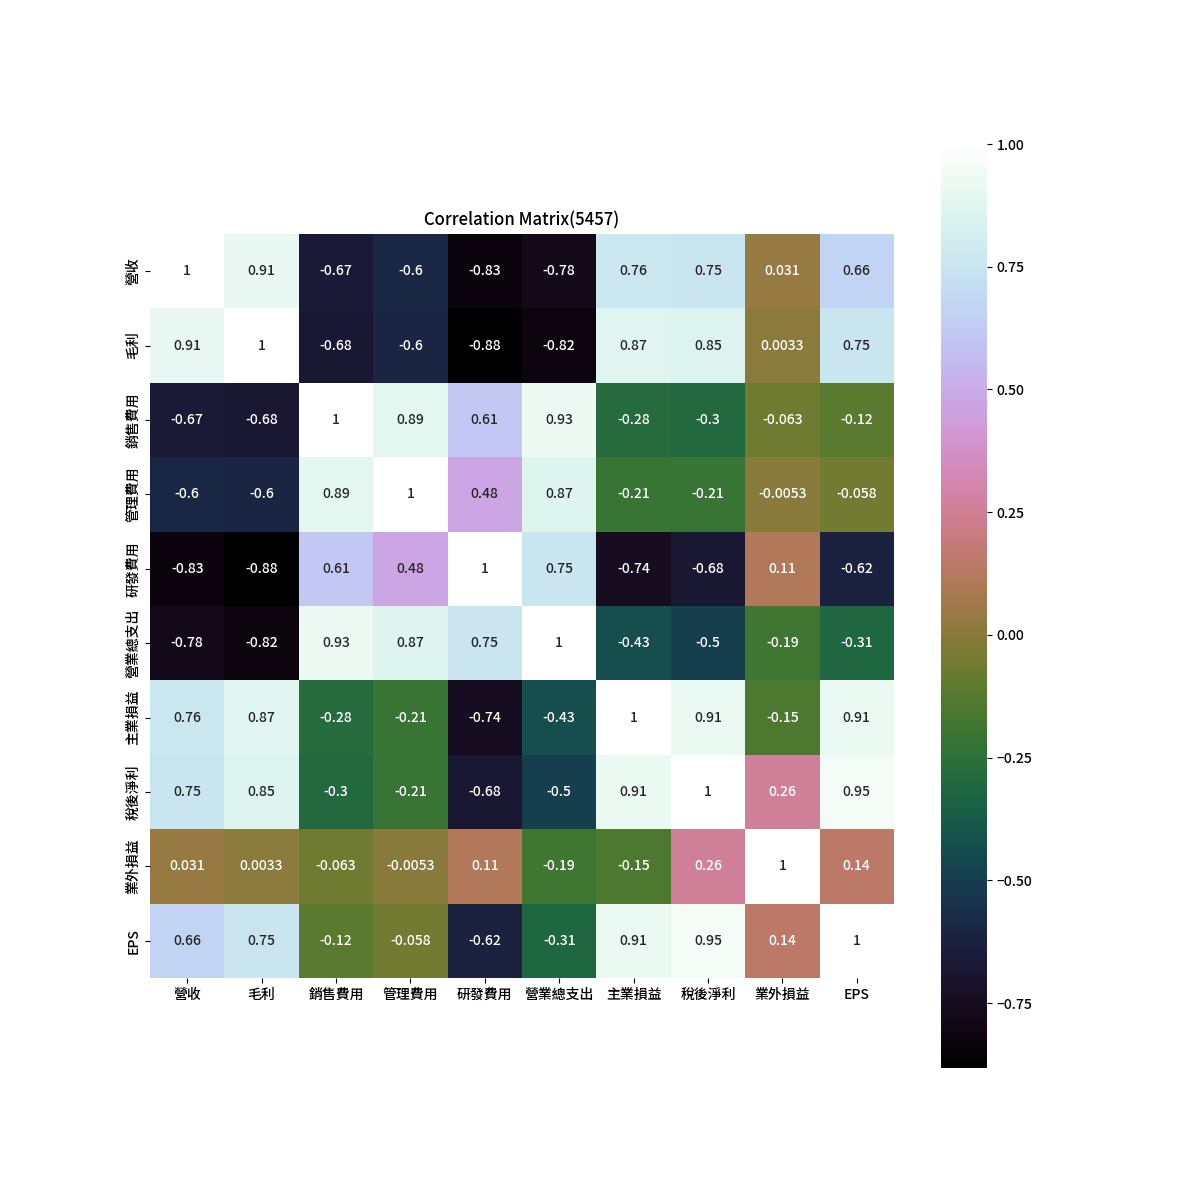 Correlation Matrix(5457)
營收 1 0.91 -0.67 -0.6 -0.83 -0.78 0.76 0.75 0.031 0.66
毛利 0.91 1 -0.68 -0.6 -0.88 -0.82 0.87 0.85 0.0033 0.75
銷售費用 -0.67 -0.68 1 0.89 0.61 0.93 -0.28 -0.3 -0.063 -0.12
管理費用 -0.6 -0.6 0.89 1 0.48 0.87 -0.21 -0.21 -0.0053 -0.058
研發費用 -0.83 -0.88 0.61 0.48 1 0.75 -0.74 -0.68 0.11 -0.62
營業總支出 -0.78 -0.82 0.93 0.87 0.75 1 -0.43 -0.5 -0.19 -0.31
主業損益 0.76 0.87 -0.28 -0.21 -0.74 -0.43 1 0.91 -0.15 0.91
稅後淨利 0.75 0.85 -0.3 -0.21 -0.68 -0.5 0.91 1 0.26 0.95
業外損益 0.031 0.0033 -0.063 -0.0053 0.11 -0.19 -0.15 0.26 1 0.14
EPS 0.66 0.75 -0.12 -0.058 -0.62 -0.31 0.91 0.95 0.14 1
營收 毛利 銷售費用 管理費用 研發費用 營業總支出 主業損益 稅後淨利 業外損益 EPS
1.00
0.75
0.50
0.25
0.00
−0.25
−0.50
−0.75